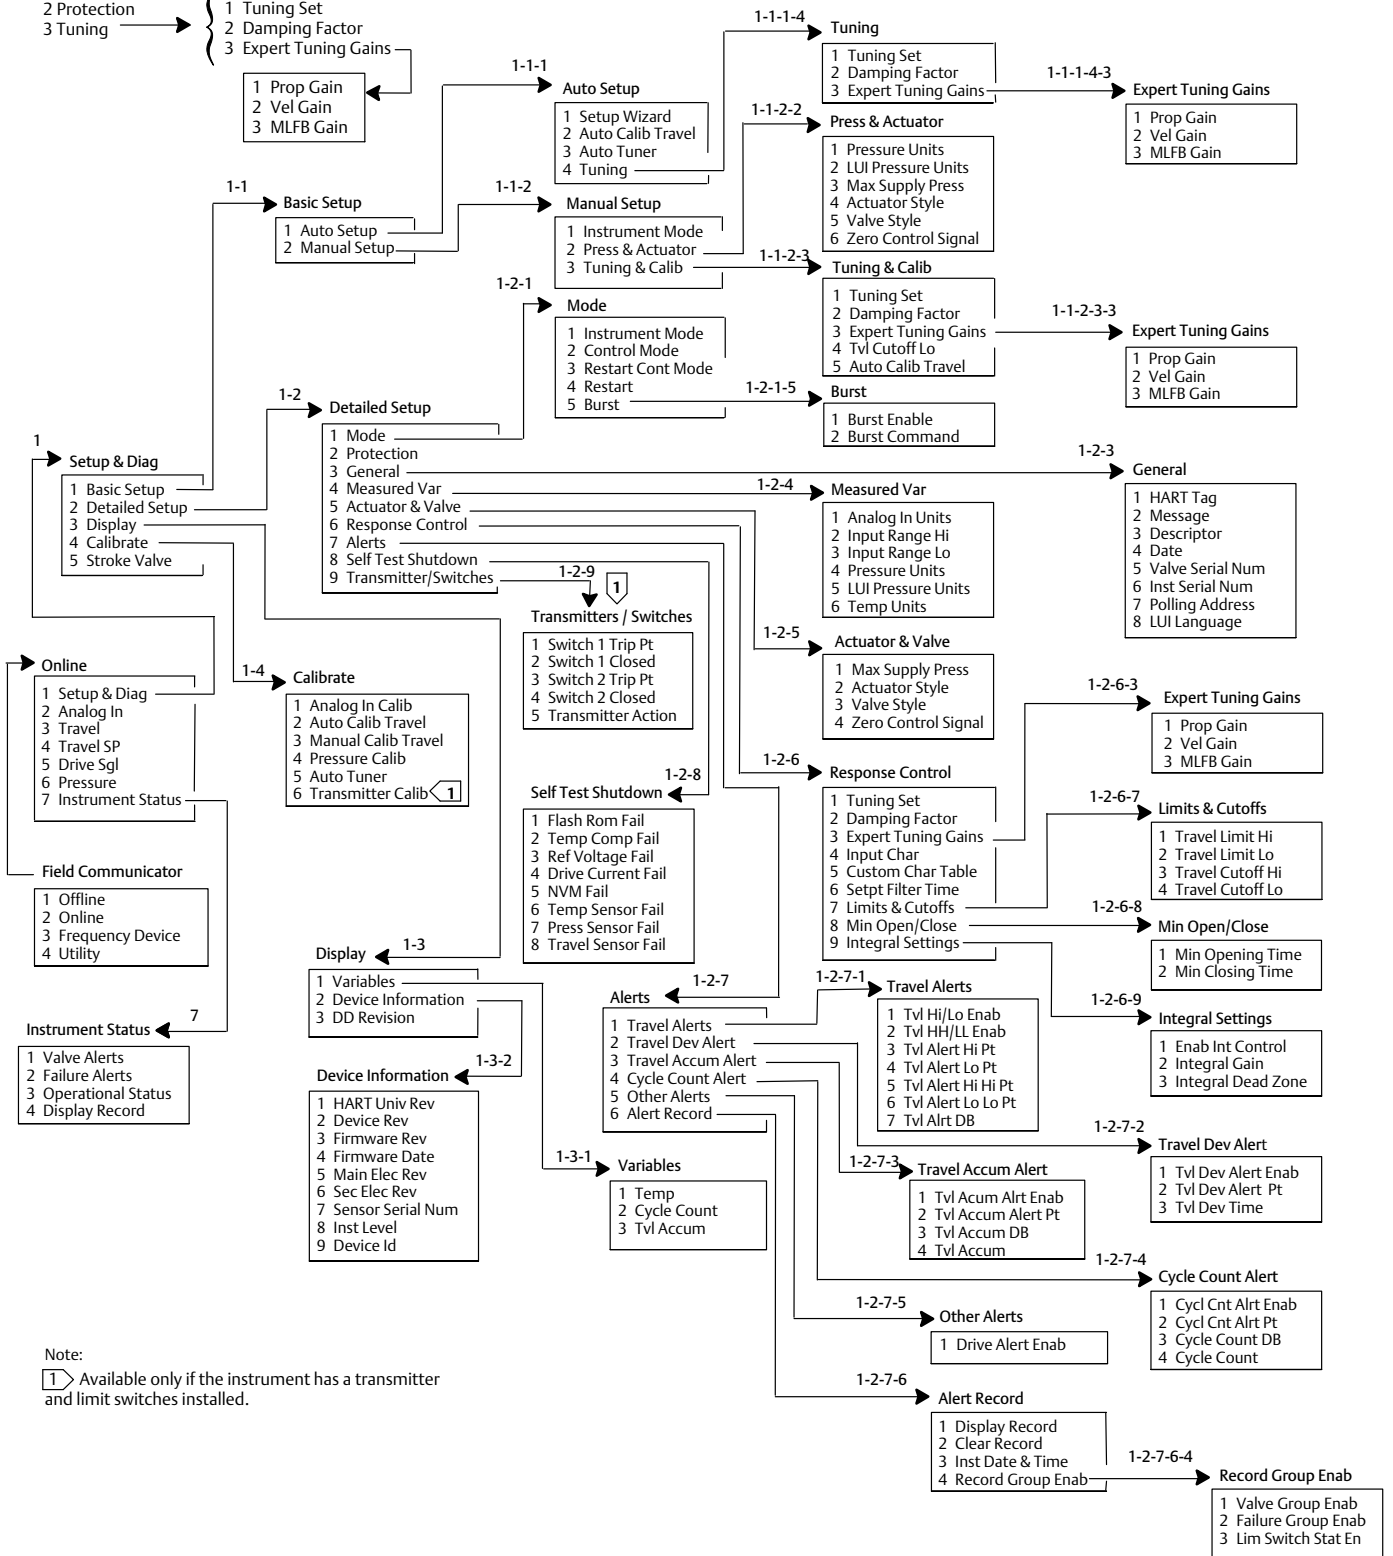 2 Protection
3 Tuning
1 Tuning Set
2 Damping Factor
3 Expert Tuning Gains
1 Prop Gain
2 Vel Gain
3 MLFB Gain
1-1-1
Auto Setup
1 Setup Wizard
2 Auto Calib Travel
3 Auto Tuner
4 Tuning
1-1-1-4
Tuning
1 Tuning Set
2 Damping Factor
3 Expert Tuning Gains
1-1-1-4-3
Expert Tuning Gains
1 Prop Gain
2 Vel Gain
3 MLFB Gain
1-1-2-2
Press & Actuator
1 Pressure Units
2 LUI Pressure Units
3 Max Supply Press
4 Actuator Style
5 Valve Style
6 Zero Control Signal
1-1
Basic Setup
1 Auto Setup
2 Manual Setup
1-1-2
Manual Setup
1 Instrument Mode
2 Press & Actuator
3 Tuning & Calib
1-1-2-3
Tuning & Calib
1 Tuning Set
2 Damping Factor
3 Expert Tuning Gains
4 Tvl Cutoff Lo
5 Auto Calib Travel
1-1-2-3-3
Expert Tuning Gains
1 Prop Gain
2 Vel Gain
3 MLFB Gain
1-2-1
Mode
1 Instrument Mode
2 Control Mode
3 Restart Cont Mode
4 Restart
5 Burst
1-2-1-5
Burst
1 Burst Enable
2 Burst Command
1-2
Detailed Setup
1 Mode
2 Protection
3 General
4 Measured Var
5 Actuator & Valve
6 Response Control
7 Alerts
8 Self Test Shutdown
9 Transmitter/Switches
1
Setup & Diag
1 Basic Setup
2 Detailed Setup
3 Display
4 Calibrate
5 Stroke Valve
1-2-3
General
1 HART Tag
2 Message
3 Descriptor
4 Date
5 Valve Serial Num
6 Inst Serial Num
7 Polling Address
8 LUI Language
1-2-4
Measured Var
1 Analog In Units
2 Input Range Hi
3 Input Range Lo
4 Pressure Units
5 LUI Pressure Units
6 Temp Units
1-2-9
1
Transmitters / Switches
1 Switch 1 Trip Pt
2 Switch 1 Closed
3 Switch 2 Trip Pt
4 Switch 2 Closed
5 Transmitter Action
1-2-5
Actuator & Valve
1 Max Supply Press
2 Actuator Style
3 Valve Style
4 Zero Control Signal
Online
1 Setup & Diag
2 Analog In
3 Travel
4 Travel SP
5 Drive Sgl
6 Pressure
7 Instrument Status
1-4
Calibrate
1 Analog In Calib
2 Auto Calib Travel
3 Manual Calib Travel
4 Pressure Calib
5 Auto Tuner
6 Transmitter Calib
1
1-2-6-3
Expert Tuning Gains
1 Prop Gain
2 Vel Gain
3 MLFB Gain
1-2-8
Self Test Shutdown
1 Flash Rom Fail
2 Temp Comp Fail
3 Ref Voltage Fail
4 Drive Current Fail
5 NVM Fail
6 Temp Sensor Fail
7 Press Sensor Fail
8 Travel Sensor Fail
1-2-6
Response Control
1 Tuning Set
2 Damping Factor
3 Expert Tuning Gains
4 Input Char
5 Custom Char Table
6 Setpt Filter Time
7 Limits & Cutoffs
8 Min Open/Close
9 Integral Settings
1-2-6-7
Limits & Cutoffs
1 Travel Limit Hi
2 Travel Limit Lo
3 Travel Cutoff Hi
4 Travel Cutoff Lo
Field Communicator
1 Offline
2 Online
3 Frequency Device
4 Utility
1-2-6-8
Min Open/Close
1 Min Opening Time
2 Min Closing Time
1-3
Display
1 Variables
2 Device Information
3 DD Revision
1-2-7
Alerts
1 Travel Alerts
2 Travel Dev Alert
3 Travel Accum Alert
4 Cycle Count Alert
5 Other Alerts
6 Alert Record
1-2-7-1
Travel Alerts
1 Tvl Hi/Lo Enab
2 Tvl HH/LL Enab
3 Tvl Alert Hi Pt
4 Tvl Alert Lo Pt
5 Tvl Alert Hi Hi Pt
6 Tvl Alert Lo Lo Pt
7 Tvl Alrt DB
1-2-6-9
Integral Settings
1 Enab Int Control
2 Integral Gain
3 Integral Dead Zone
7
Instrument Status
1 Valve Alerts
2 Failure Alerts
3 Operational Status
4 Display Record
1-3-2
Device Information
1 HART Univ Rev
2 Device Rev
3 Firmware Rev
4 Firmware Date
5 Main Elec Rev
6 Sec Elec Rev
7 Sensor Serial Num
8 Inst Level
9 Device Id
1-3-1
Variables
1 Temp
2 Cycle Count
3 Tvl Accum
1-2-7-2
Travel Dev Alert
1 Tvl Dev Alert Enab
2 Tvl Dev Alert Pt
3 Tvl Dev Time
1-2-7-3
Travel Accum Alert
1 Tvl Acum Alrt Enab
2 Tvl Accum Alert Pt
3 Tvl Accum DB
4 Tvl Accum
1-2-7-4
Cycle Count Alert
1 Cycl Cnt Alrt Enab
2 Cycl Cnt Alrt Pt
3 Cycle Count DB
4 Cycle Count
1-2-7-5
Other Alerts
1 Drive Alert Enab
Note:
1 Available only if the instrument has a transmitter
and limit switches installed.
1-2-7-6
Alert Record
1 Display Record
2 Clear Record
3 Inst Date & Time
4 Record Group Enab
1-2-7-6-4
Record Group Enab
1 Valve Group Enab
2 Failure Group Enab
3 Lim Switch Stat En